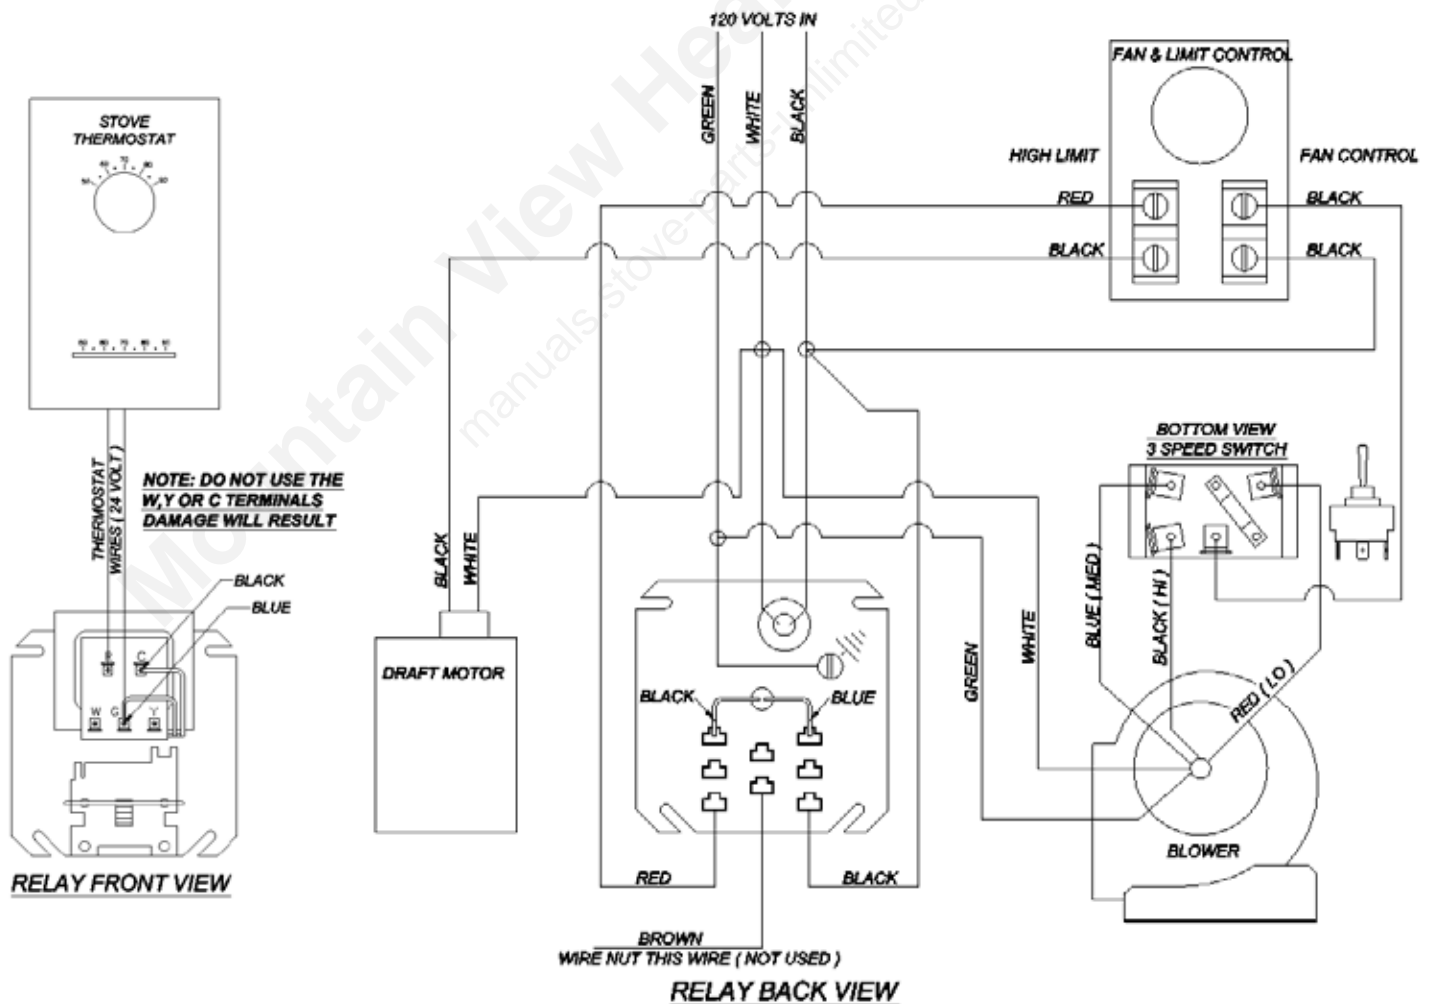 120 VOLTS IN
GREEN
WHITE
BLACK
FAN & LIMIT CONTROL
HIGH LIMIT
FAN CONTROL
RED
BLACK
BLACK
BLACK
STOVE
THERMOSTAT
THERMOSTAT
WIRES ( 24 VOLT )
NOTE: DO NOT USE THE
W,Y OR C TERMINALS
DAMAGE WILL RESULT
BLACK
BLUE
R
C
W
G
Y
RELAY FRONT VIEW
BLACK
WHITE
DRAFT MOTOR
BLACK
BLUE
RED
BLACK
BROWN
WIRE NUT THIS WIRE ( NOT USED )
RELAY BACK VIEW
GREEN
WHITE
BOTTOM VIEW
3 SPEED SWITCH
BLUE ( MED )
BLACK ( HI )
RED ( LO )
BLOWER
Mountain View Hea
manuals.stove-parts-unlimited